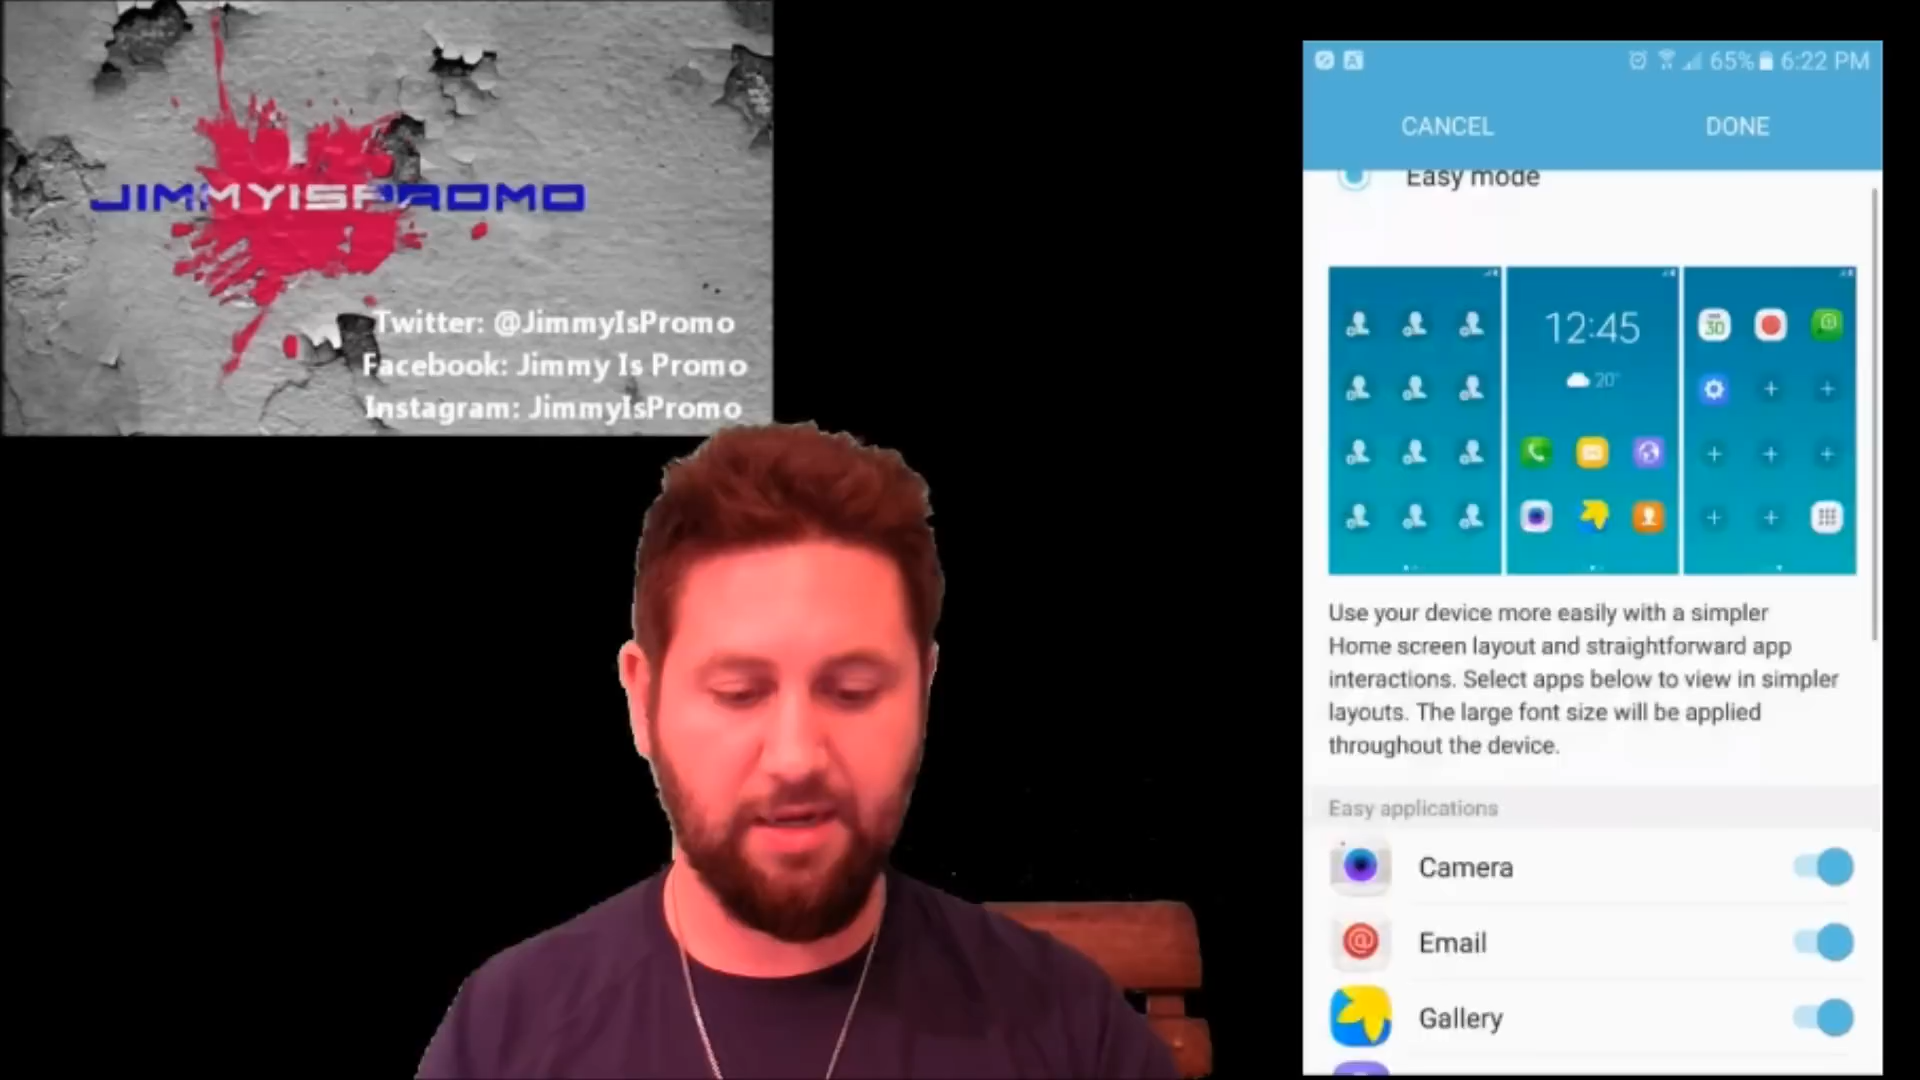 JIMMYISPROMO
Twitter: @JimmyIsPromo
Facebook: Jimmy Is Promo
Instagram: JimmyIsPromo
65% 6:22 PM
CANCEL DONE
Easy mode
12:45
20°
30
Use your device more easily with a simpler
Home screen layout and straightforward app
interactions. Select apps below to view in simpler
layouts. The large font size will be applied
throughout the device.
Easy applications
Camera
Email
Gallery